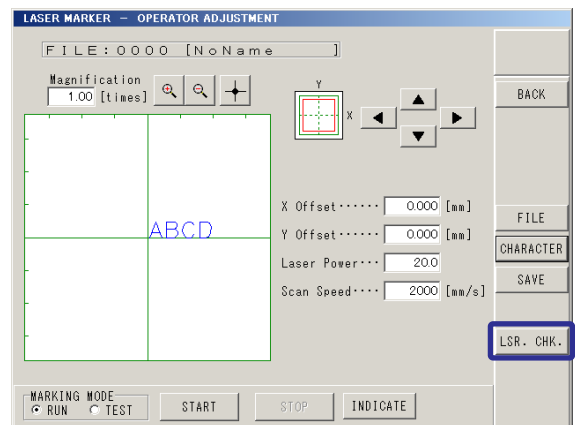 LASER MARKER － OPERATOR ADJUSTMENT
FILE:0000 [NoName ]
Magnification
1.00 [times]
Y
X
BACK
ABCD
X Offset······ 0.000 [mm]
Y Offset······ 0.000 [mm]
Laser Power··· 20.0
Scan Speed···· 2000 [mm/s]
FILE
CHARACTER
SAVE
LSR. CHK.
MARKING MODE
RUN TEST
START
STOP
INDICATE